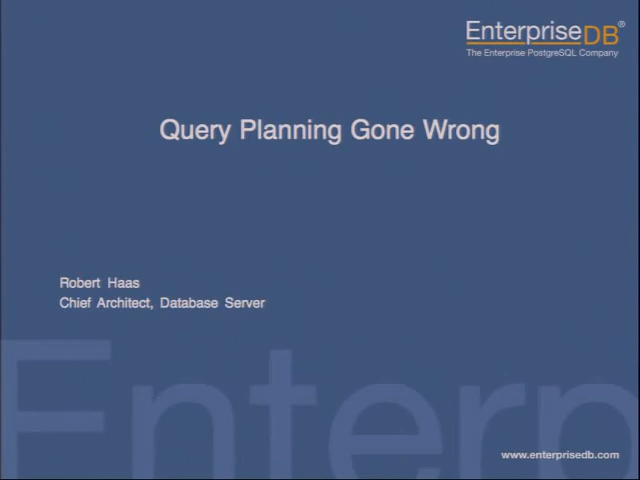 EnterpriseDB®
The Enterprise PostgreSQL Company
Query Planning Gone Wrong
Robert Haas
Chief Architect, Database Server
Enterp
www.enterprisedb.com